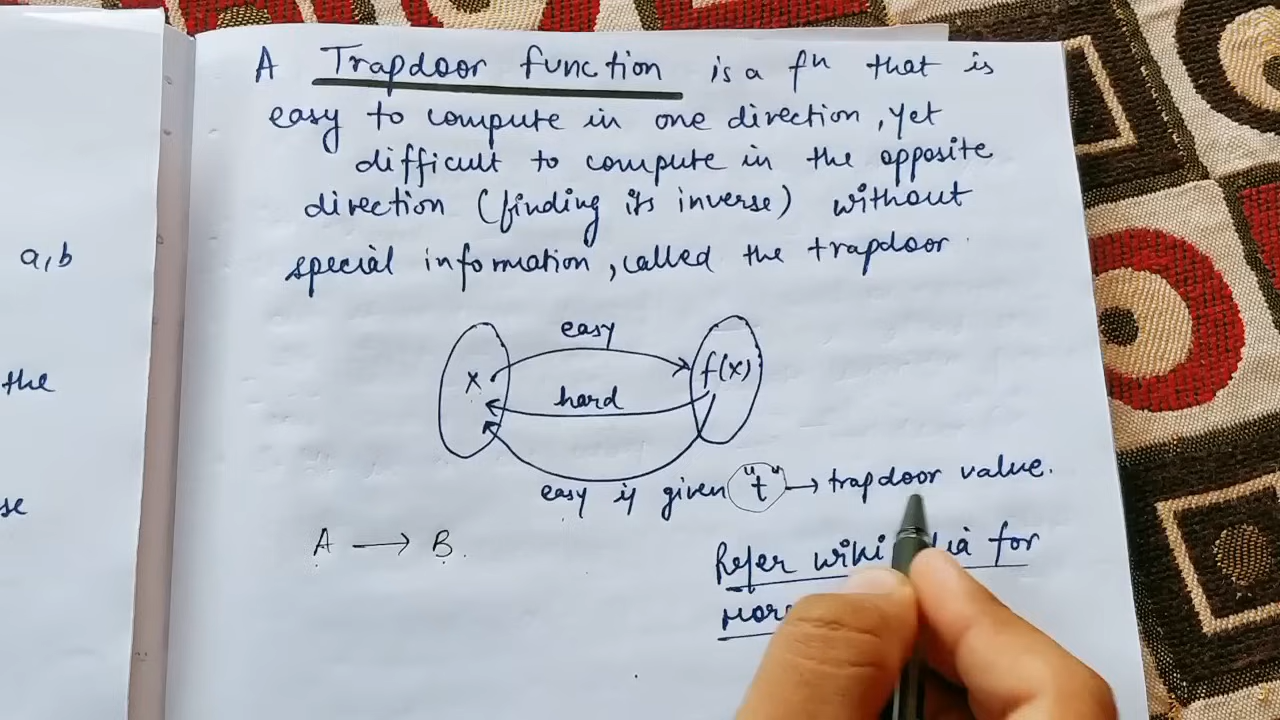 a,b
the
se
A Trapdoor function is a fn that is
easy to compute in one direction, yet
difficult to compute in the opposite
direction (finding its inverse) without
special information, called the trapdoor.
easy
x
f(x)
hard
easy if given "t" → trapdoor value.
A → B.
Refer for